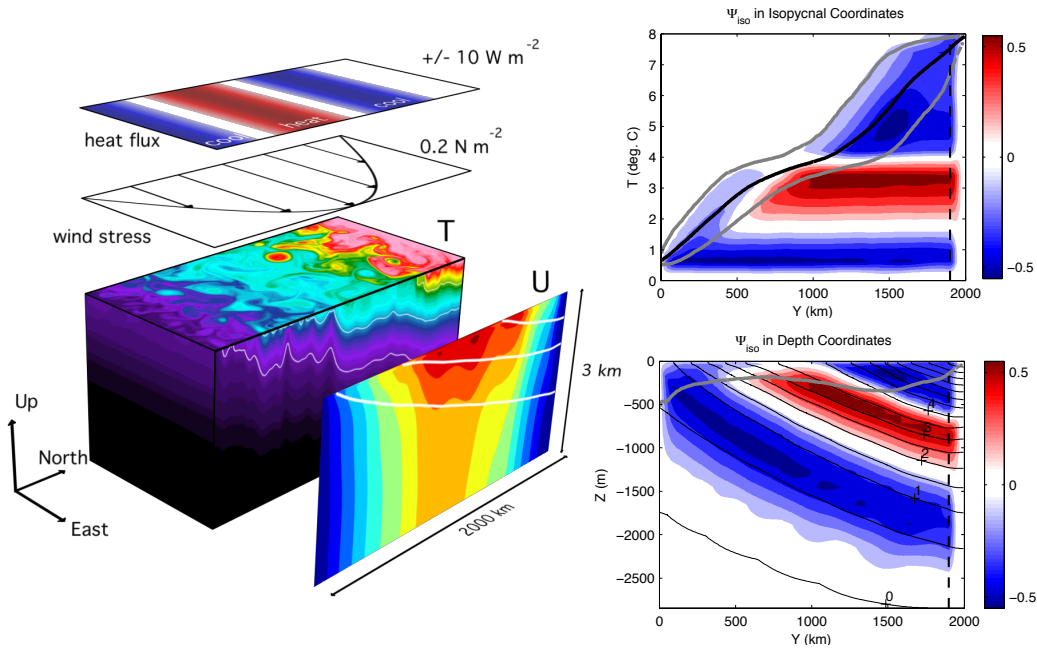 +/- 10 W m-2
cool
heat
cool
heat flux
0.2 N m-2
wind stress
T
U
3 km
2000 km
Up
North
East
Ψiso in Isopycnal Coordinates
8
7
6
5
4
3
2
1
0
T (deg. C)
0 500 1000 1500 2000
Y (km)
0.5
0
−0.5
Ψiso in Depth Coordinates
0
−500
−1000
−1500
−2000
−2500
Z (m)
4
3
2
1
0
0 500 1000 1500 2000
Y (km)
0.5
0
−0.5